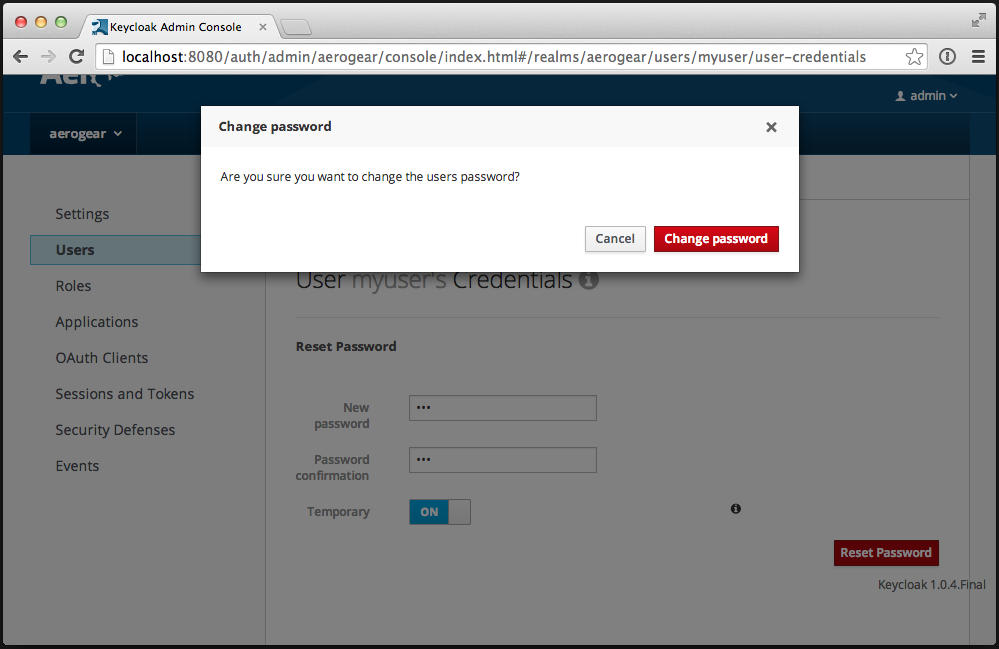 Keycloak Admin Console
localhost:8080/auth/admin/aerogear/console/index.html#/realms/aerogear/users/myuser/user-credentials
admin
aerogear
Change password
Are you sure you want to change the users password?
Cancel
Change password
Settings
Users
Roles
Applications
OAuth Clients
Sessions and Tokens
Security Defenses
Events
User myuser's Credentials
Reset Password
New
password
•••
Password
confirmation
•••
Temporary
ON
Reset Password
Keycloak 1.0.4.Final